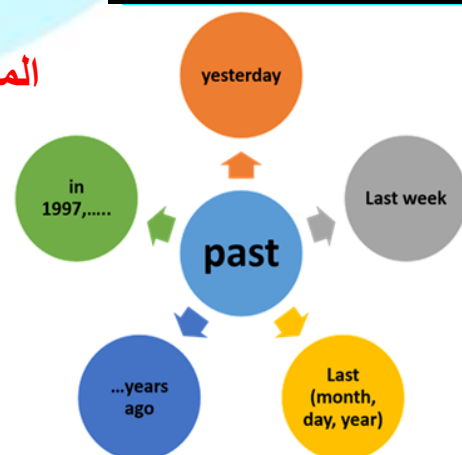 yesterday
in
1997,.....
Last week
past
...years
ago
Last
(month,
day, year)